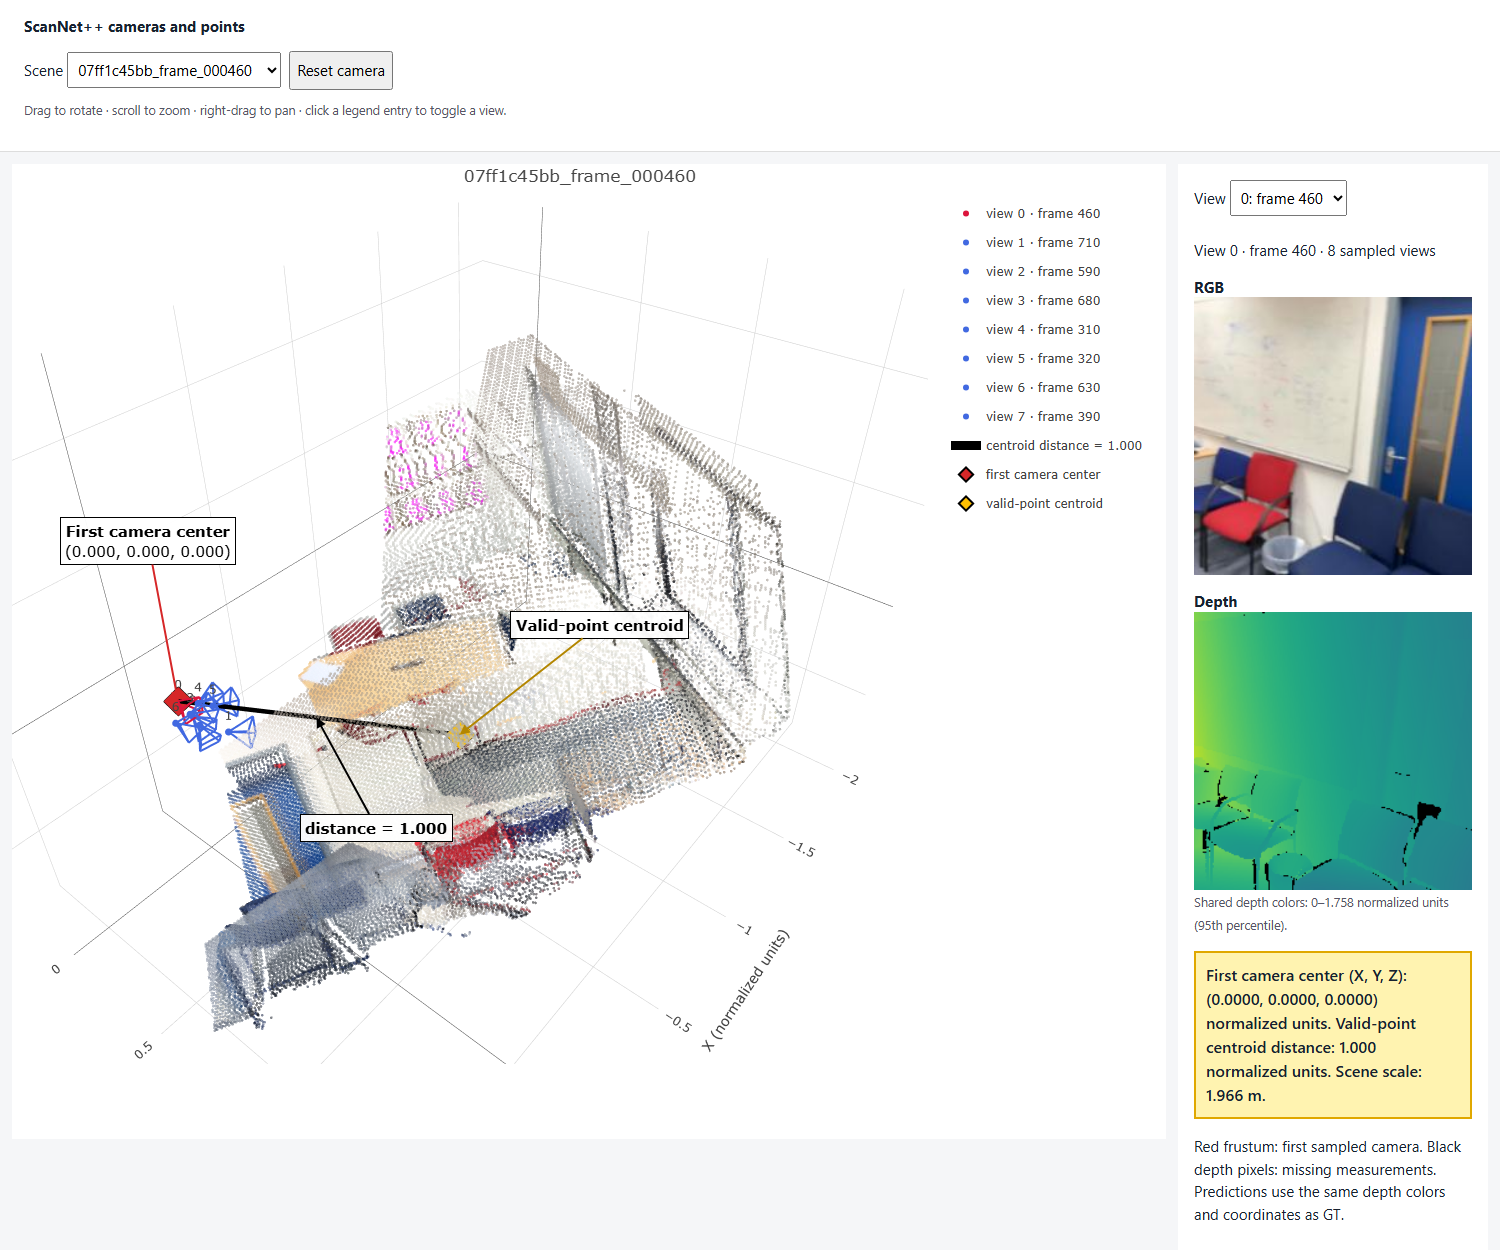 ScanNet++ cameras and points
Scene 07ff1c45bb_frame_000460 Reset camera
Drag to rotate · scroll to zoom · right-drag to pan · click a legend entry to toggle a view.
07ff1c45bb_frame_000460
view 0 · frame 460
view 1 · frame 710
view 2 · frame 590
view 3 · frame 680
view 4 · frame 310
view 5 · frame 320
view 6 · frame 630
view 7 · frame 390
centroid distance = 1.000
first camera center
valid-point centroid
First camera center
(0.000, 0.000, 0.000)
Valid-point centroid
distance = 1.000
0
4
1
−2
−1.5
−1
−0.5
X (normalized units)
0
0.5
View 0: frame 460
View 0 · frame 460 · 8 sampled views
RGB
Depth
Shared depth colors: 0–1.758 normalized units
(95th percentile).
First camera center (X, Y, Z):
(0.0000, 0.0000, 0.0000)
normalized units. Valid-point
centroid distance: 1.000
normalized units. Scene scale:
1.966 m.
Red frustum: first sampled camera. Black
depth pixels: missing measurements.
Predictions use the same depth colors
and coordinates as GT.